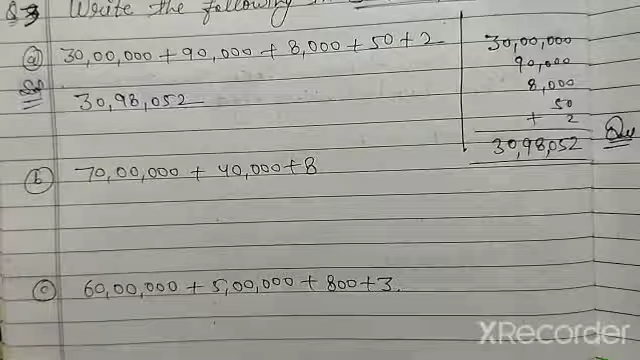 Q3 Write the following in
(a) 30,00,000 + 90,000 + 8,000 + 50 + 2
30,98,052
30,00,000
90,000
8,000
50
+ 2
30,98,052
(b) 70,00,000 + 40,000 + 8
(c) 60,00,000 + 5,00,000 + 800 + 3.
XRecorder